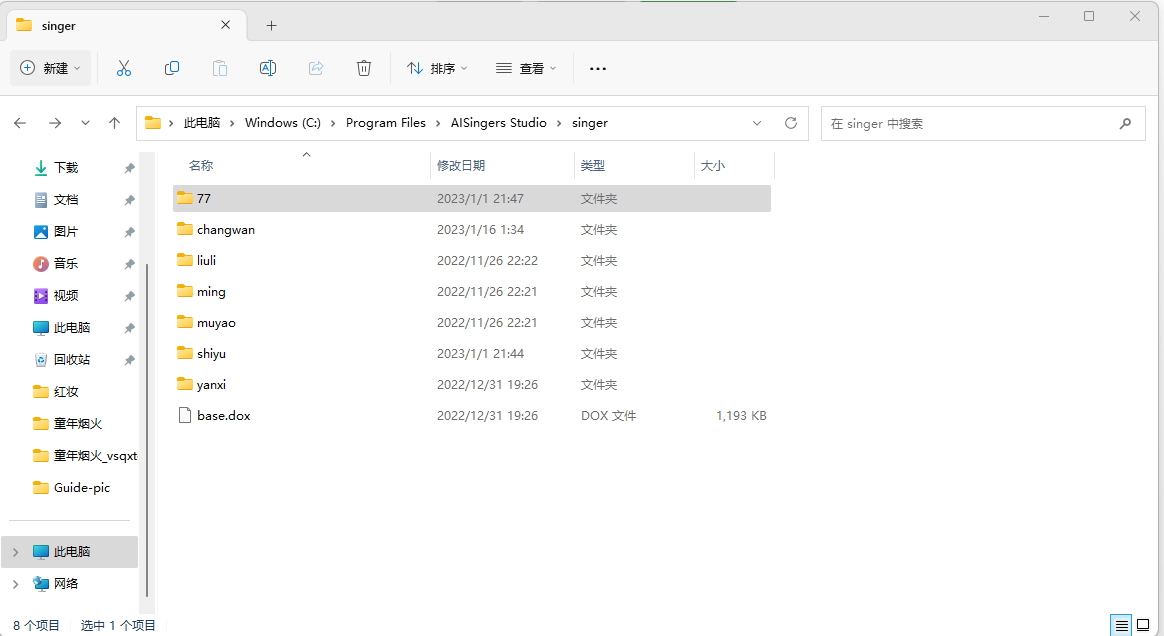 singer
新建
排序
查看
此电脑 Windows (C:) Program Files AISingers Studio singer
在 singer 中搜索
名称 修改日期 类型 大小
下载
文档
图片
音乐
视频
此电脑
回收站
红妆
童年烟火
童年烟火_vsqxt
Guide-pic
此电脑
网络
77 2023/1/1 21:47 文件夹
changwan 2023/1/16 1:34 文件夹
liuli 2022/11/26 22:22 文件夹
ming 2022/11/26 22:21 文件夹
muyao 2022/11/26 22:21 文件夹
shiyu 2023/1/1 21:44 文件夹
yanxi 2022/12/31 19:26 文件夹
base.dox 2022/12/31 19:26 DOX 文件 1,193 KB
8 个项目 选中 1 个项目